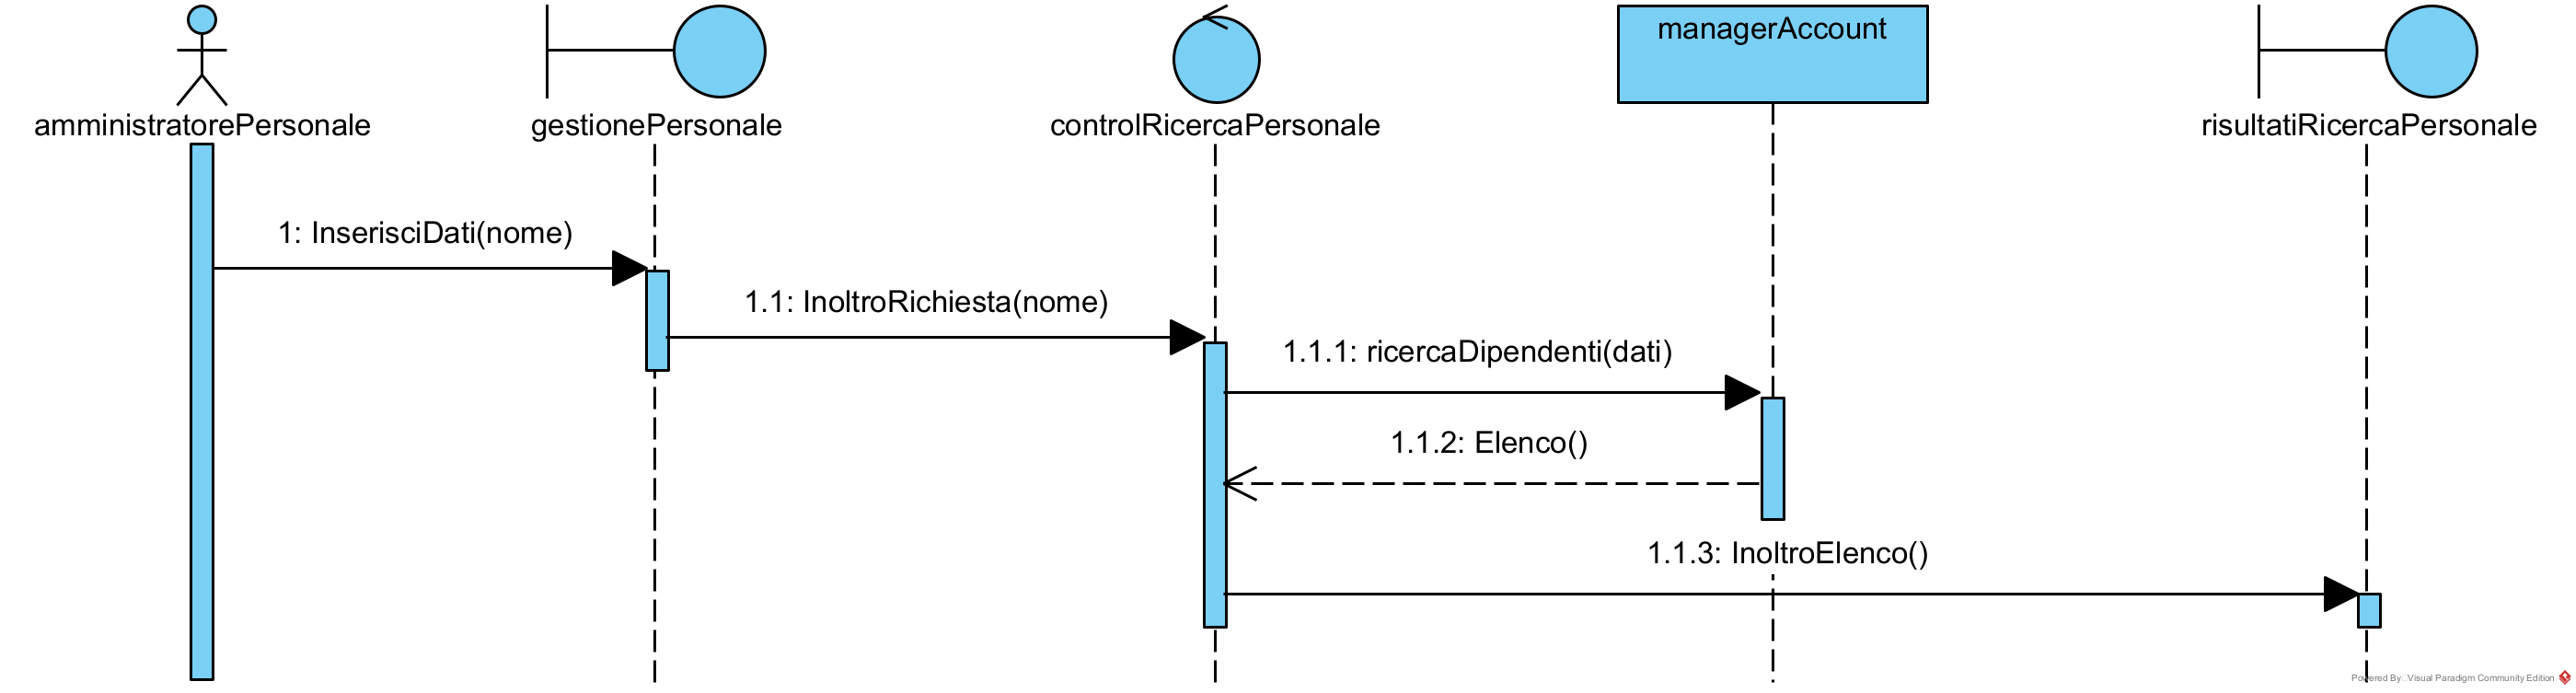 managerAccount
amministratorePersonale
gestionePersonale
controlRicercaPersonale
risultatiRicercaPersonale
1: InserisciDati(nome)
1.1: InoltroRichiesta(nome)
1.1.1: ricercaDipendenti(dati)
1.1.2: Elenco()
1.1.3: InoltroElenco()
Powered By Visual Paradigm Community Edition